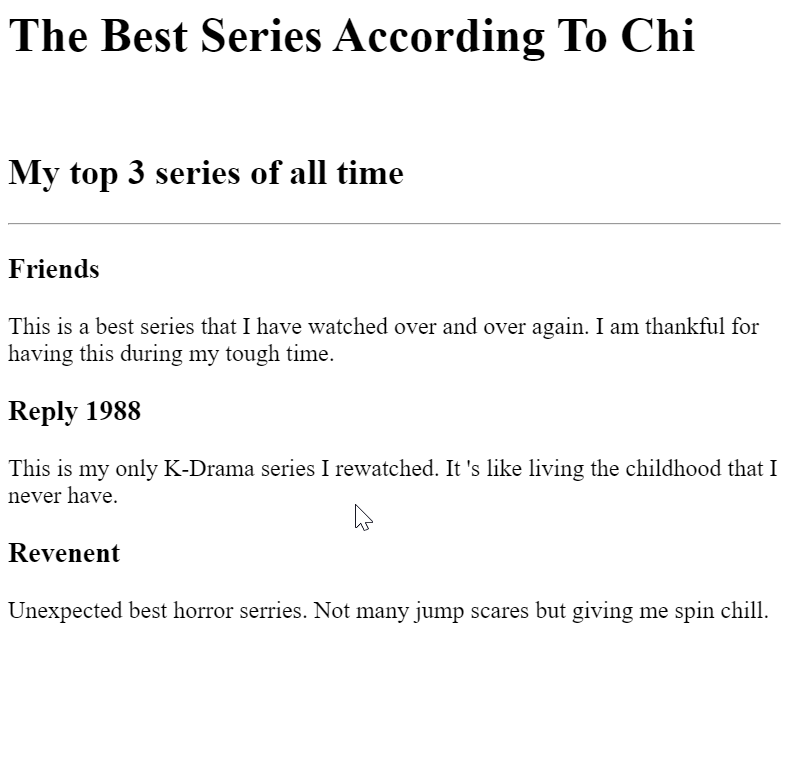 The Best Series According To Chi
My top 3 series of all time
Friends
This is a best series that I have watched over and over again. I am thankful for
having this during my tough time.
Reply 1988
This is my only K-Drama series I rewatched. It 's like living the childhood that I
never have.
Revenent
Unexpected best horror serries. Not many jump scares but giving me spin chill.